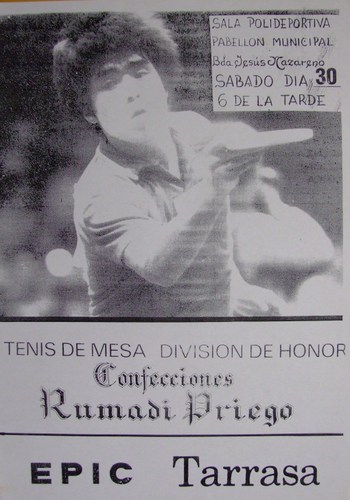 SALA POLIDEPORTIVA
PABELLON MUNICIPAL
Bda. Jesús Nazareno
SABADO DIA 30
6 DE LA TARDE
TENIS DE MESA DIVISION DE HONOR
Confecciones
Rumadi Priego
EPIC Tarrasa